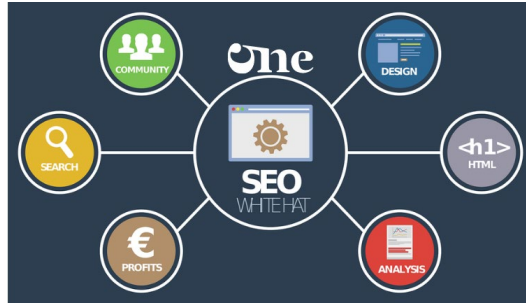 One
COMMUNITY
DESIGN
SEARCH
SEO
WHITE HAT
<h1>
HTML
€
PROFITS
ANALYSIS